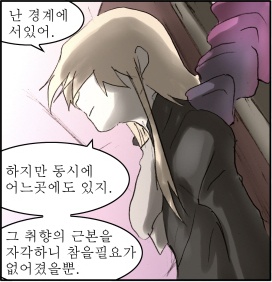 난 경계에
서있어.
하지만 동시에
어느곳에도 있지.
그 취향의 근본을
자각하니 참을필요가
없어졌을뿐.